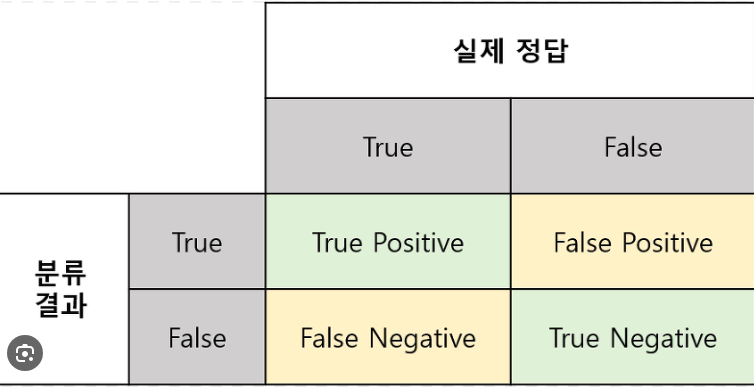 실제 정답
True
False
분류
결과
True
True Positive
False Positive
False
False Negative
True Negative